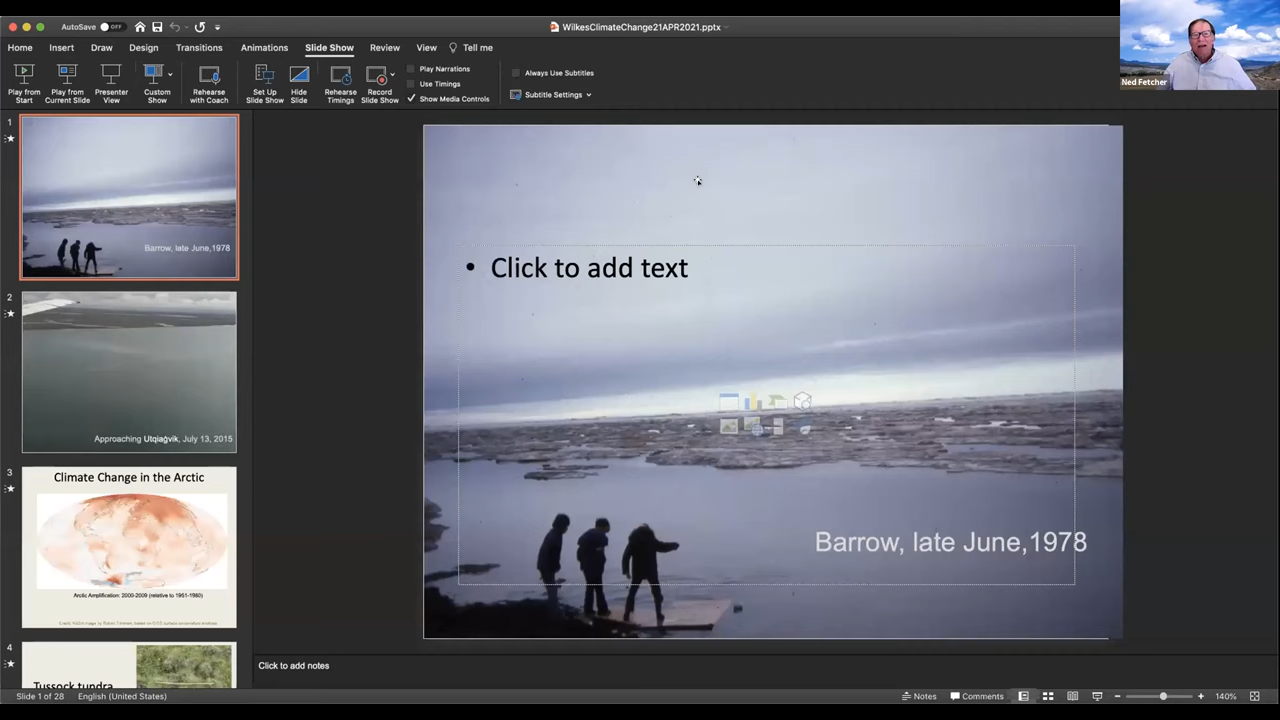 AutoSave OFF
WilkesClimateChange21APR2021.pptx
Home Insert Draw Design Transitions Animations Slide Show Review View Tell me
Play from Start
Play from Current Slide
Presenter View
Custom Show
Rehearse with Coach
Set Up Slide Show
Hide Slide
Rehearse Timings
Record Slide Show
Play Narrations
Use Timings
Show Media Controls
Always Use Subtitles
Subtitle Settings
Ned Fetcher
1
Barrow, late June,1978
2
Approaching Utqiaġvik, July 13, 2015
3
Climate Change in the Arctic
Arctic Amplification: 2000-2009 (relative to 1951-1980)
4
Tussock tundra
• Click to add text
Barrow, late June,1978
Click to add notes
Slide 1 of 28 English (United States)
Notes Comments 140%